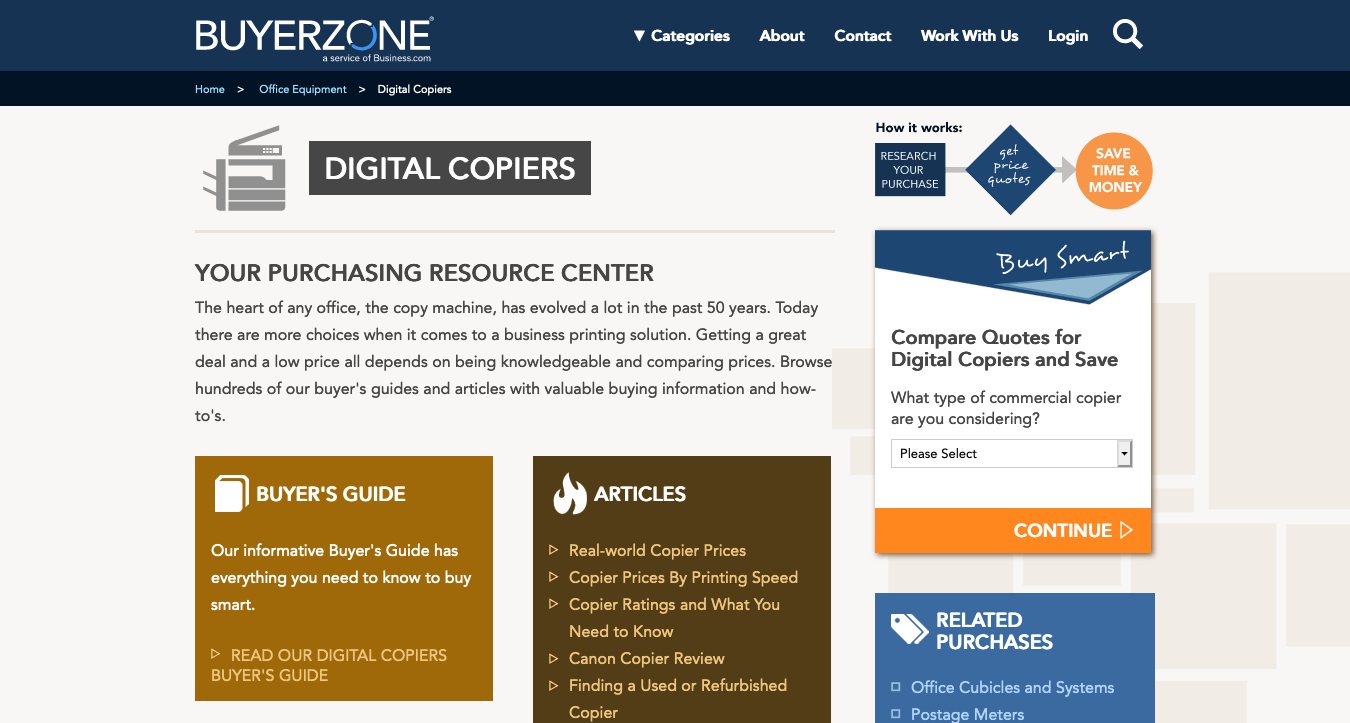 BUYERZONE®
a service of Business.com
▼ Categories
About
Contact
Work With Us
Login
Home > Office Equipment > Digital Copiers
DIGITAL COPIERS
How it works:
RESEARCH
YOUR
PURCHASE
get
price
quotes
SAVE
TIME &
MONEY
YOUR PURCHASING RESOURCE CENTER
The heart of any office, the copy machine, has evolved a lot in the past 50 years. Today
there are more choices when it comes to a business printing solution. Getting a great
deal and a low price all depends on being knowledgeable and comparing prices. Browse
hundreds of our buyer's guides and articles with valuable buying information and how-
to's.
BUYER'S GUIDE
Our informative Buyer's Guide has
everything you need to know to buy
smart.
READ OUR DIGITAL COPIERS
BUYER'S GUIDE
ARTICLES
Real-world Copier Prices
Copier Prices By Printing Speed
Copier Ratings and What You
Need to Know
Canon Copier Review
Finding a Used or Refurbished
Copier
Buy Smart
Compare Quotes for
Digital Copiers and Save
What type of commercial copier
are you considering?
Please Select
CONTINUE
RELATED
PURCHASES
Office Cubicles and Systems
Postage Meters